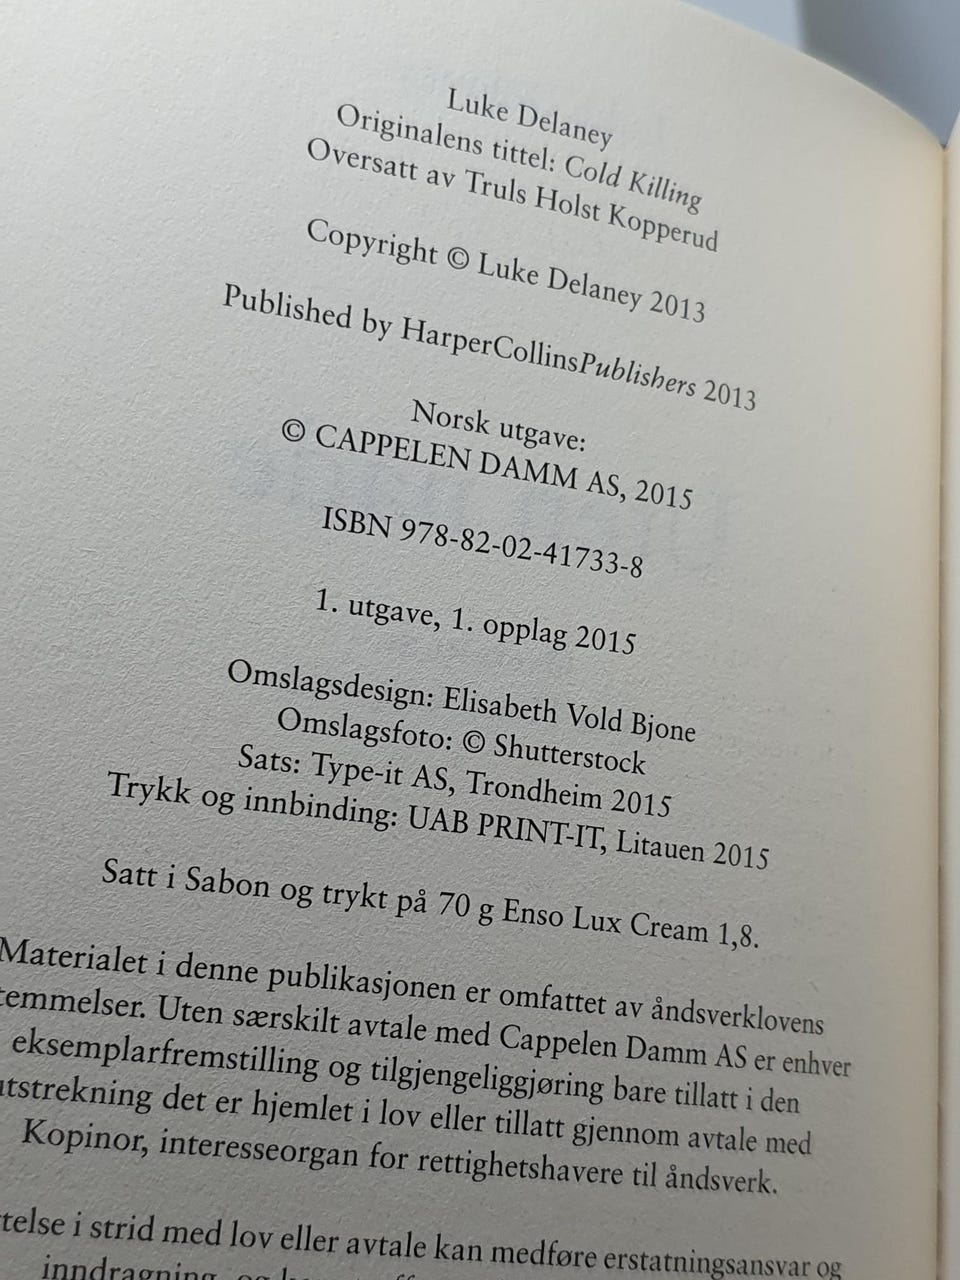 Luke Delaney
Originalens tittel: Cold Killing
Oversatt av Truls Holst Kopperud
Copyright © Luke Delaney 2013
Published by HarperCollinsPublishers 2013
Norsk utgave:
© CAPPELEN DAMM AS, 2015
ISBN 978-82-02-41733-8
1. utgave, 1. opplag 2015
Omslagsdesign: Elisabeth Vold Bjone
Omslagsfoto: © Shutterstock
Sats: Type-it AS, Trondheim 2015
Trykk og innbinding: UAB PRINT-IT, Litauen 2015
Satt i Sabon og trykt på 70 g Enso Lux Cream 1,8.
Materialet i denne publikasjonen er omfattet av åndsverklovens
temmelser. Uten særskilt avtale med Cappelen Damm AS er enhver
eksemplarfremstilling og tilgjengeliggjøring bare tillatt i den
utstrekning det er hjemlet i lov eller tillatt gjennom avtale med
Kopinor, interesseorgan for rettighetshavere til åndsverk.
ttelse i strid med lov eller avtale kan medføre erstatningsansvar og
inndragning, og